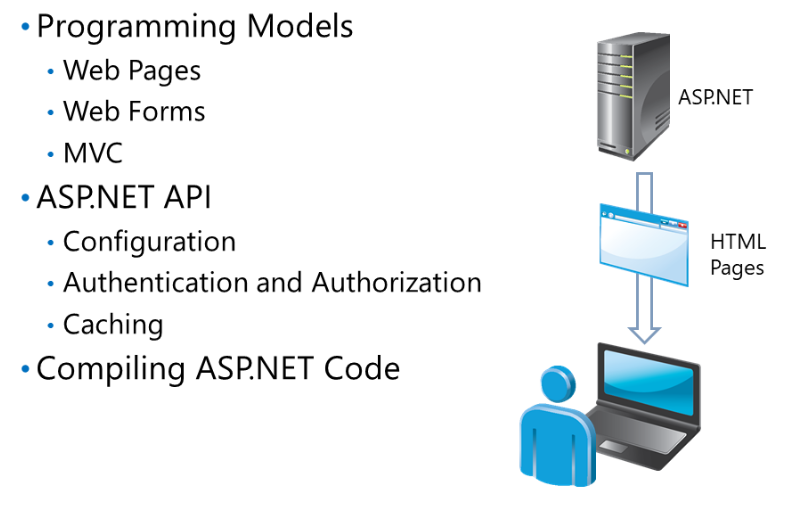 • Programming Models
• Web Pages
• Web Forms
• MVC
• ASP.NET API
• Configuration
• Authentication and Authorization
• Caching
• Compiling ASP.NET Code
ASP.NET
HTML
Pages